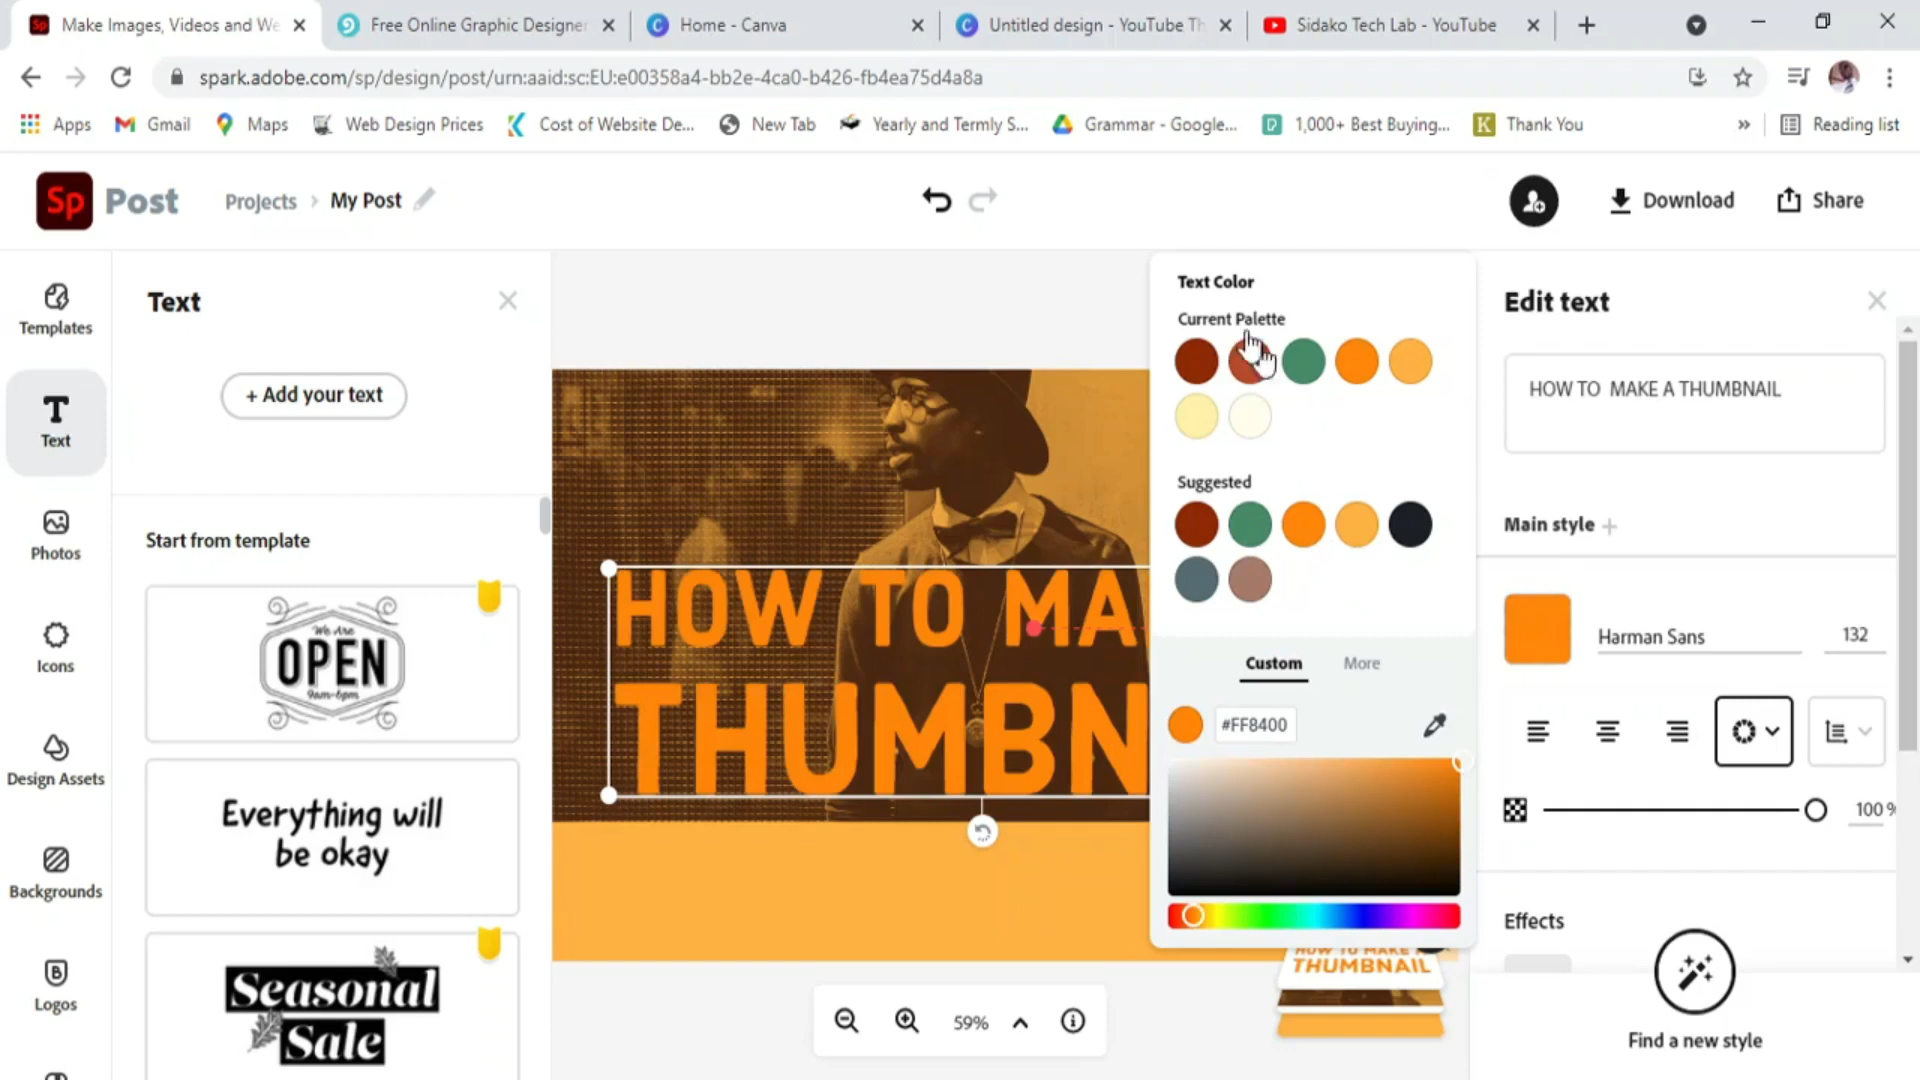 Make Images, Videos and We
Free Online Graphic Designer
Home - Canva
Untitled design - YouTube Th
Sidako Tech Lab - YouTube
spark.adobe.com/sp/design/post/urn:aaid:sc:EU:e00358a4-bb2e-4ca0-b426-fb4ea75d4a8a
Apps
Gmail
Maps
Web Design Prices
Cost of Website De...
New Tab
Yearly and Termly S...
Grammar - Google...
1,000+ Best Buying...
Thank You
»
Reading list
Sp Post
Projects > My Post
Download
Share
Templates
Text
Photos
Icons
Design Assets
Backgrounds
Logos
Text
+ Add your text
Start from template
We Are
OPEN
9am-6pm
Everything will
be okay
Seasonal
Sale
HOW TO MA
THUMBN
59%
Text Color
Current Palette
Suggested
Custom
More
#FF8400
HOW TO MAKE A
THUMBNAIL
Edit text
HOW TO  MAKE A THUMBNAIL
Main style +
Harman Sans
132
100 %
Effects
Find a new style